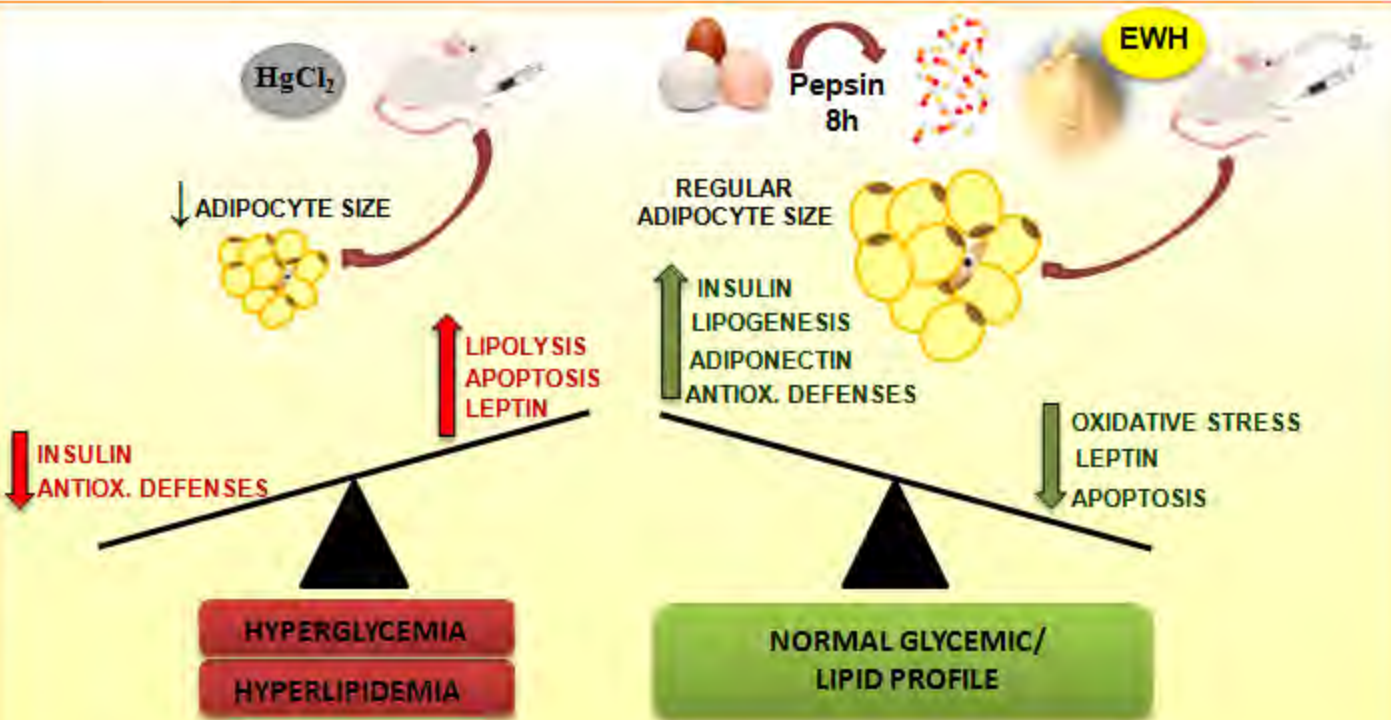 HgCl₂
↓ ADIPOCYTE SIZE
LIPOLYSIS
APOPTOSIS
LEPTIN
INSULIN
ANTIOX. DEFENSES
HYPERGLYCEMIA
HYPERLIPIDEMIA
Pepsin
8h
EWH
REGULAR
ADIPOCYTE SIZE
INSULIN
LIPOGENESIS
ADIPONECTIN
ANTIOX. DEFENSES
OXIDATIVE STRESS
LEPTIN
APOPTOSIS
NORMAL GLYCEMIC/
LIPID PROFILE